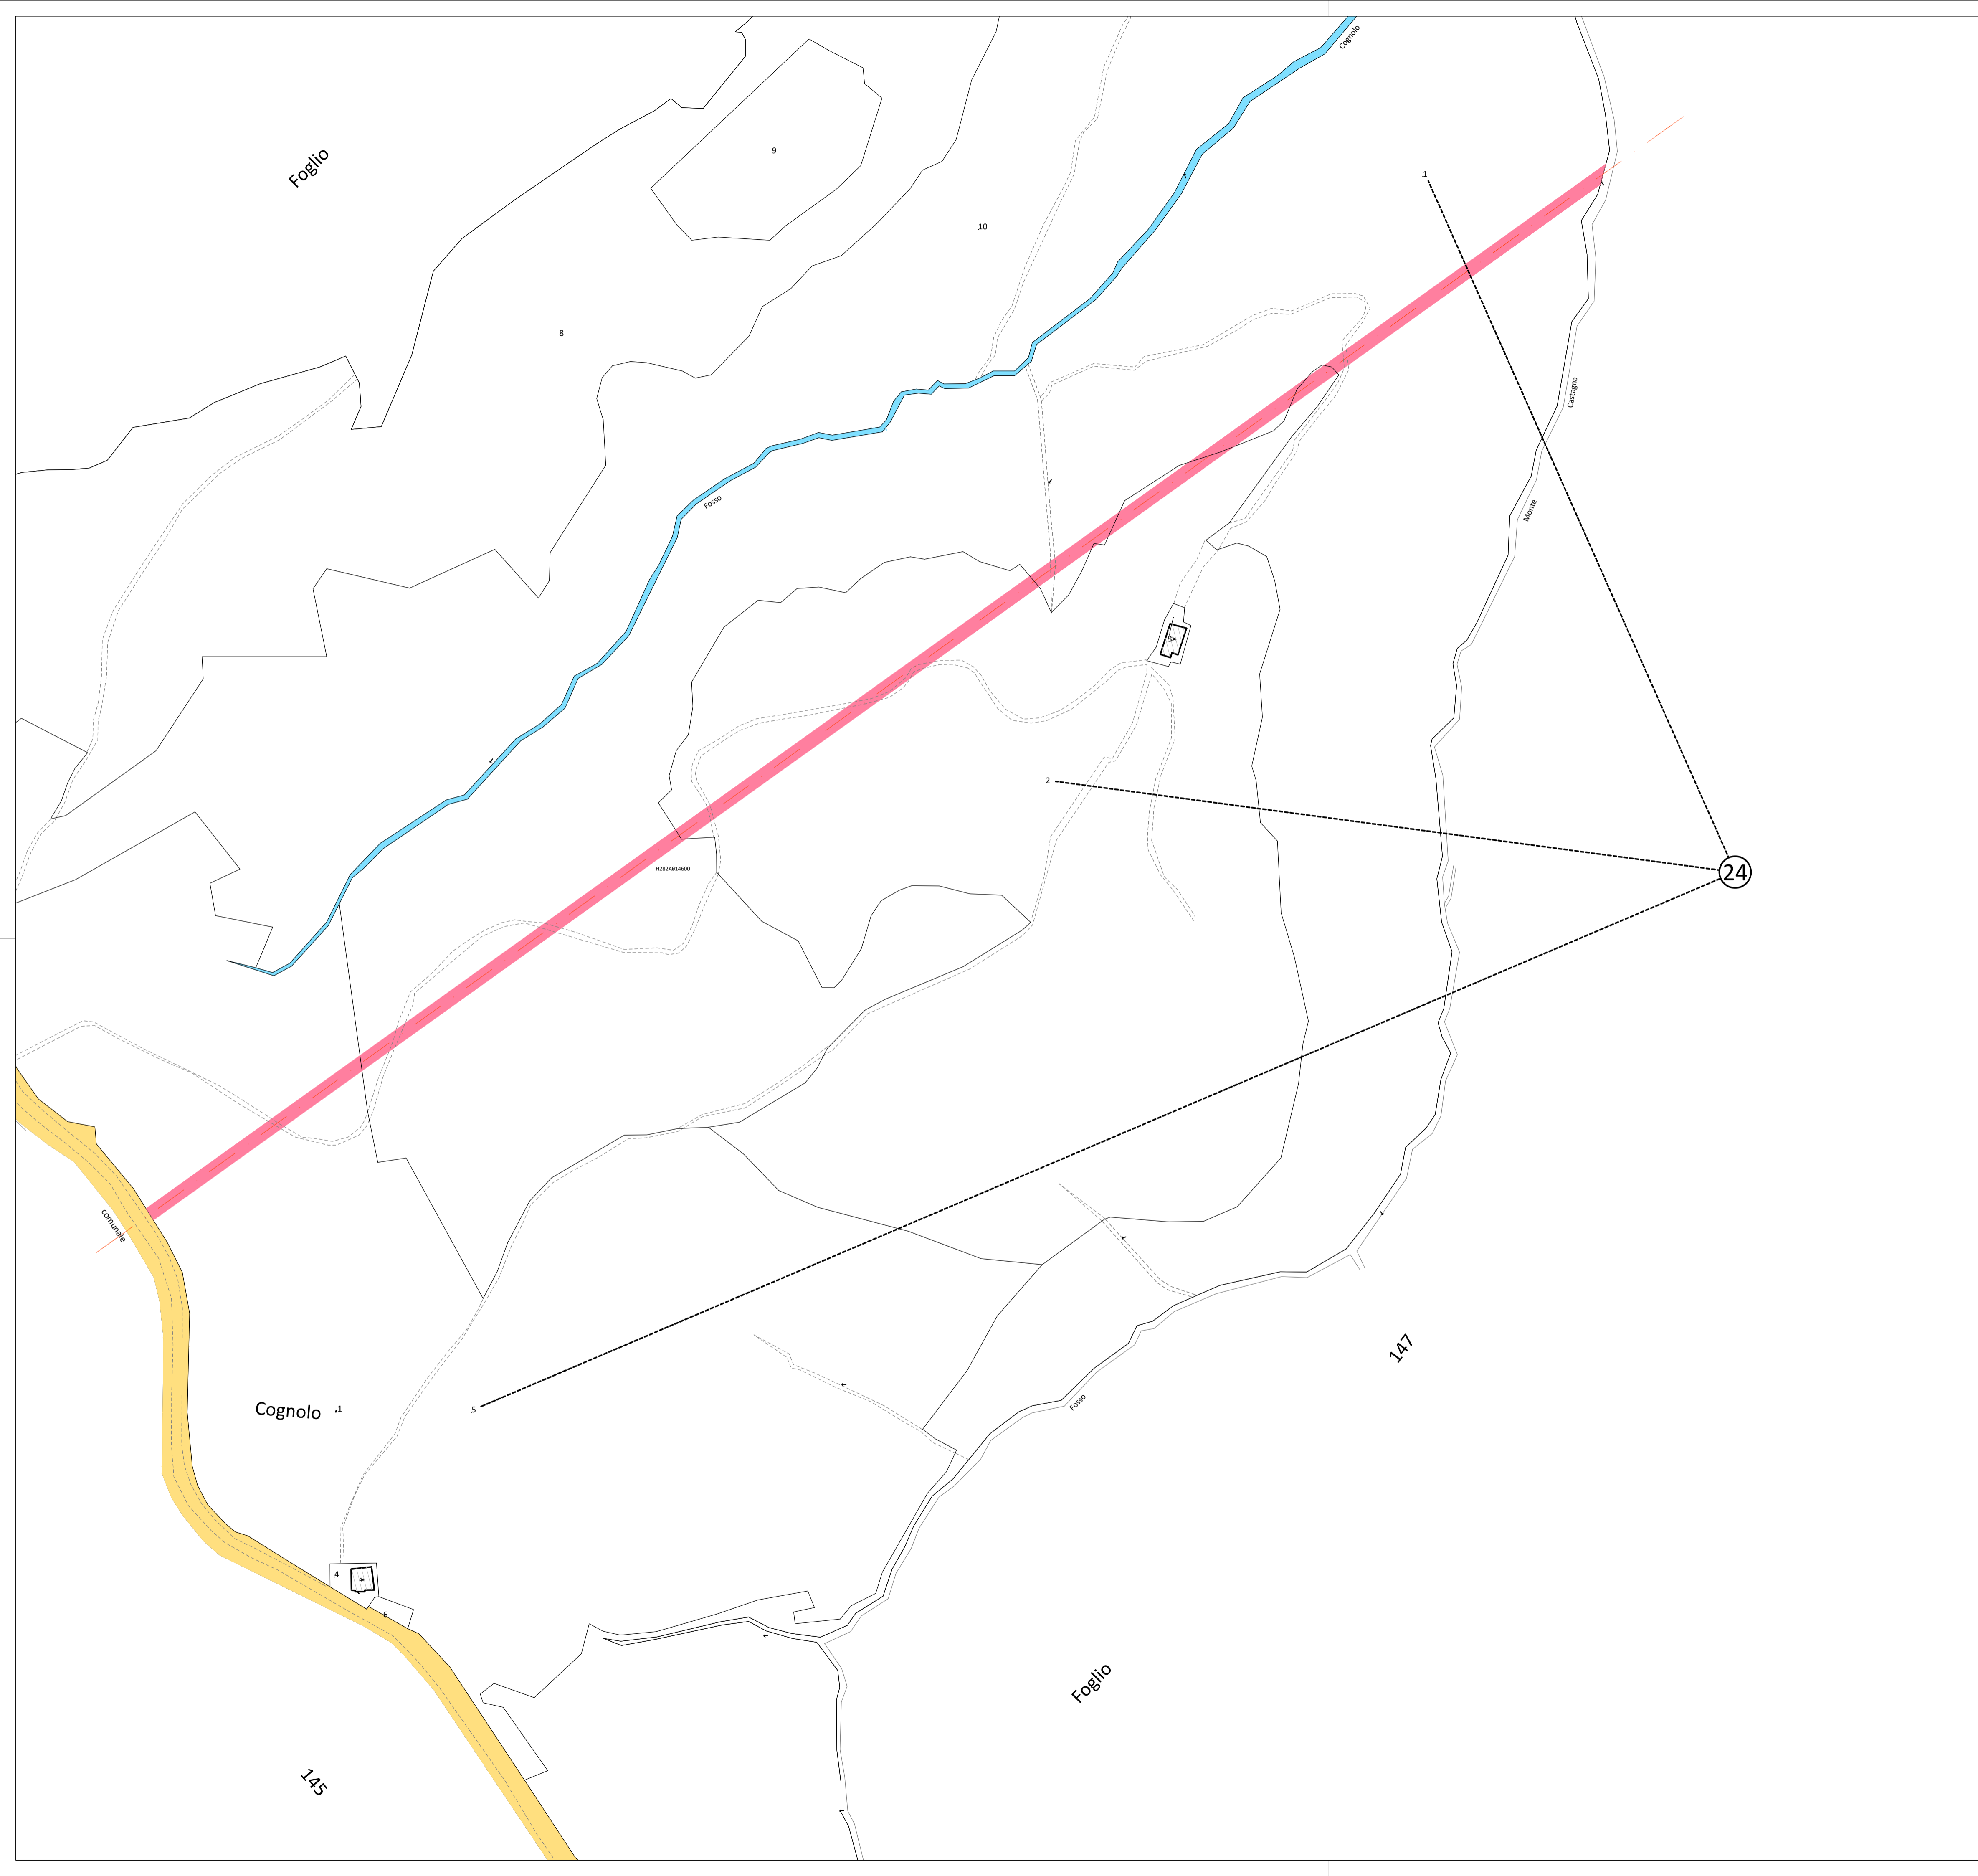 Cognolo
Foglio
9
1
10
8
Castagna
Fosso
Monte
2
H282A014600
24
comunale
147
Fosso
Cognolo
1
5
4
6
Foglio
145